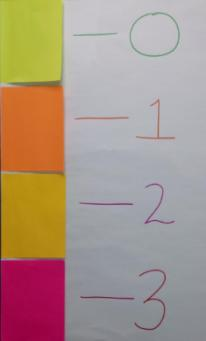 — 0
— 1
— 2
— 3